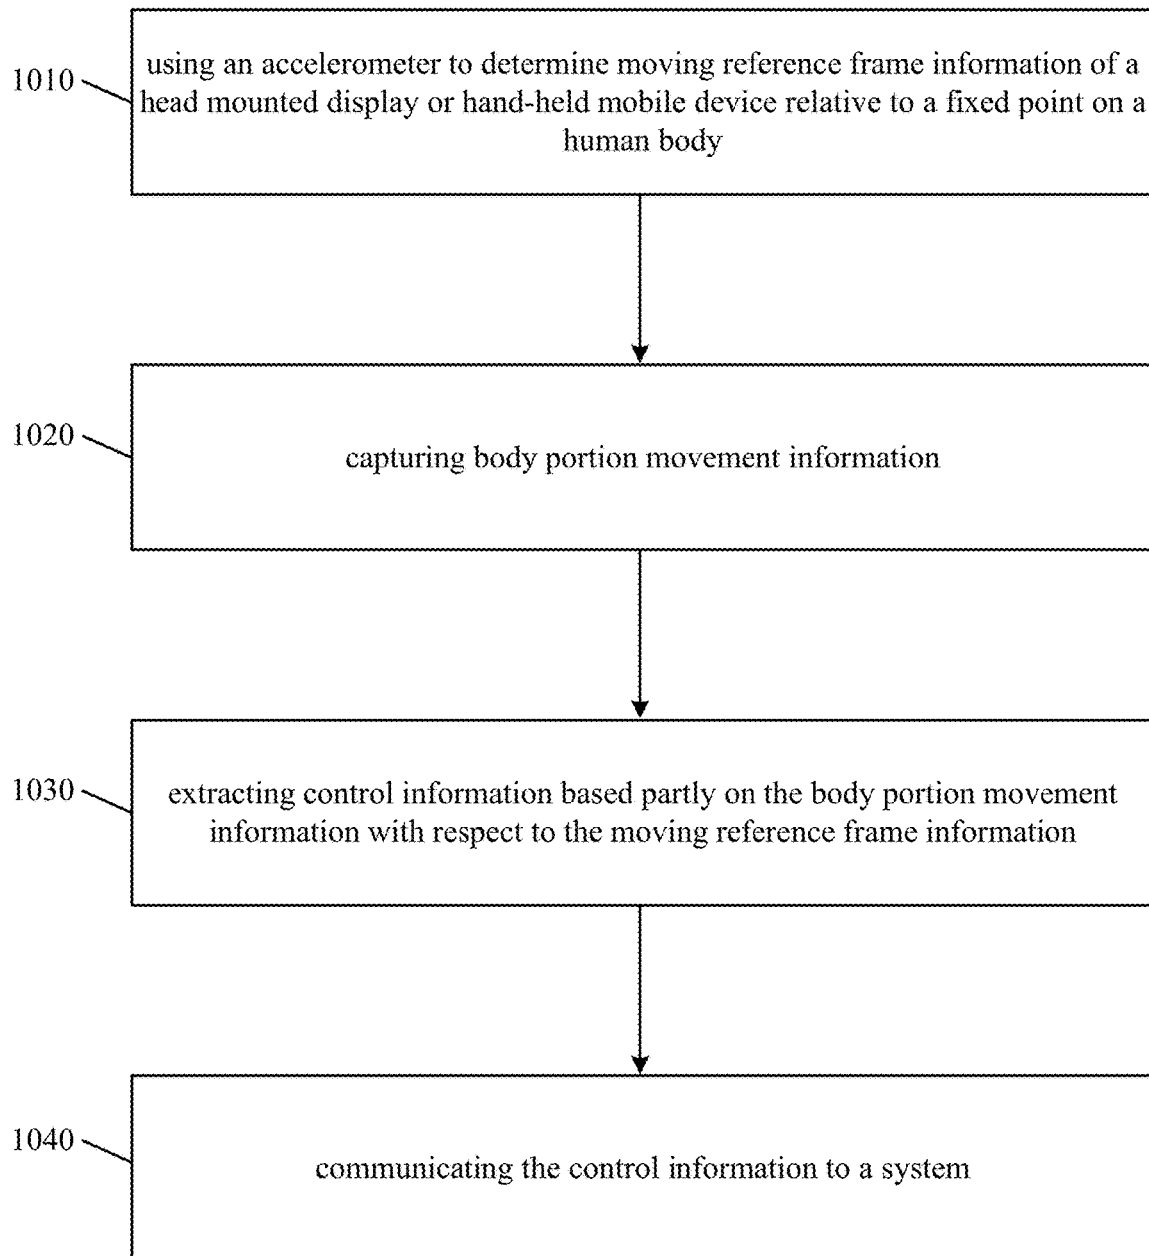 1010
using an accelerometer to determine moving reference frame information of a
head mounted display or hand-held mobile device relative to a fixed point on a
human body
1020
capturing body portion movement information
1030
extracting control information based partly on the body portion movement
information with respect to the moving reference frame information
1040
communicating the control information to a system